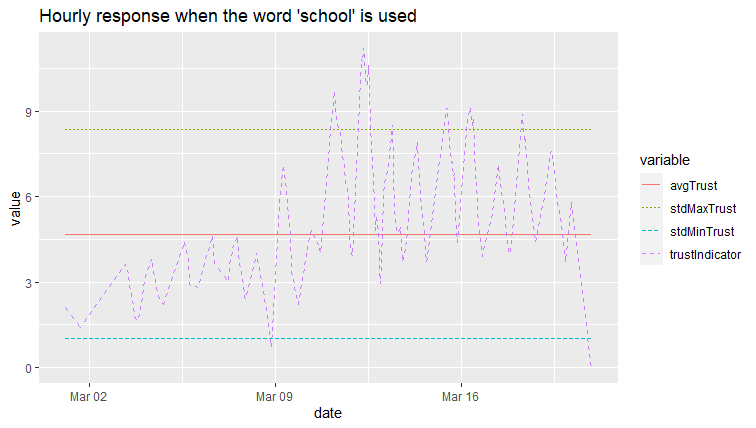 Hourly response when the word 'school' is used
9
6
3
0
value
Mar 02
Mar 09
Mar 16
date
variable
avgTrust
stdMaxTrust
stdMinTrust
trustIndicator